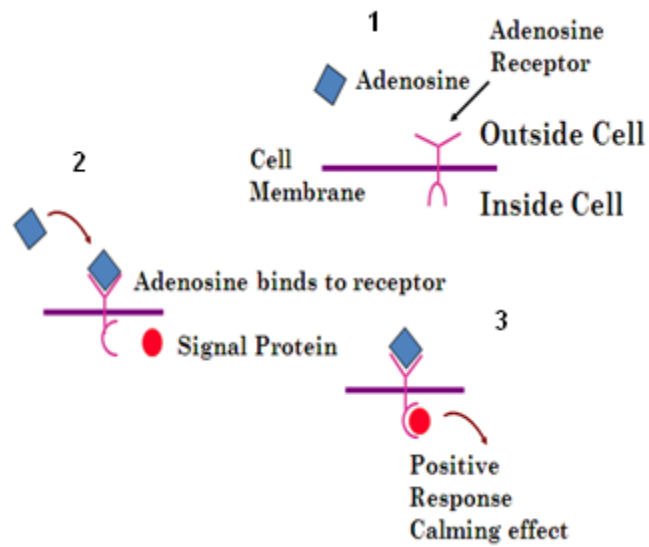 1
Adenosine
Receptor
Adenosine
Outside Cell
Cell
Membrane
Inside Cell
2
Adenosine binds to receptor
Signal Protein
3
Positive
Response
Calming effect